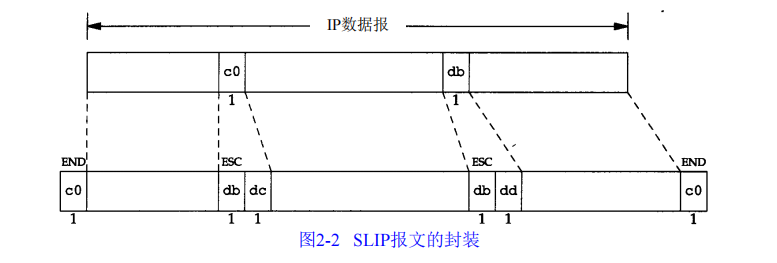 IP数据报
c0 db
1 1
END ESC ESC END
c0 db dc db dd c0
1 1 1 1 1 1
图2-2 SLIP报文的封装